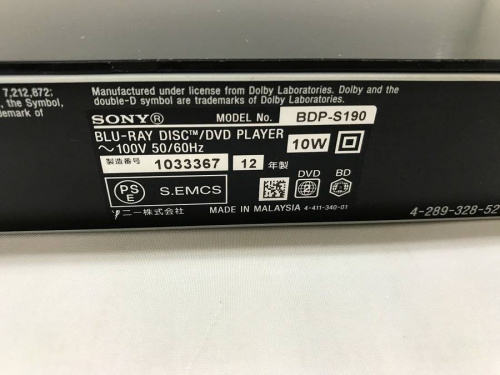 7,212,872;
, the Symbol,
demark of
Manufactured under license from Dolby Laboratories. Dolby and the
double-D symbol are trademarks of Dolby Laboratories.
SONY® MODEL No. BDP-S190
BLU-RAY DISC™/DVD PLAYER
～100V 50/60Hz 10W
製造番号 1033367 12 年製
PS
E
S.EMCS
DVD BD
2
ソニー株式会社 MADE IN MALAYSIA 4-411-340-01
4-289-328-52